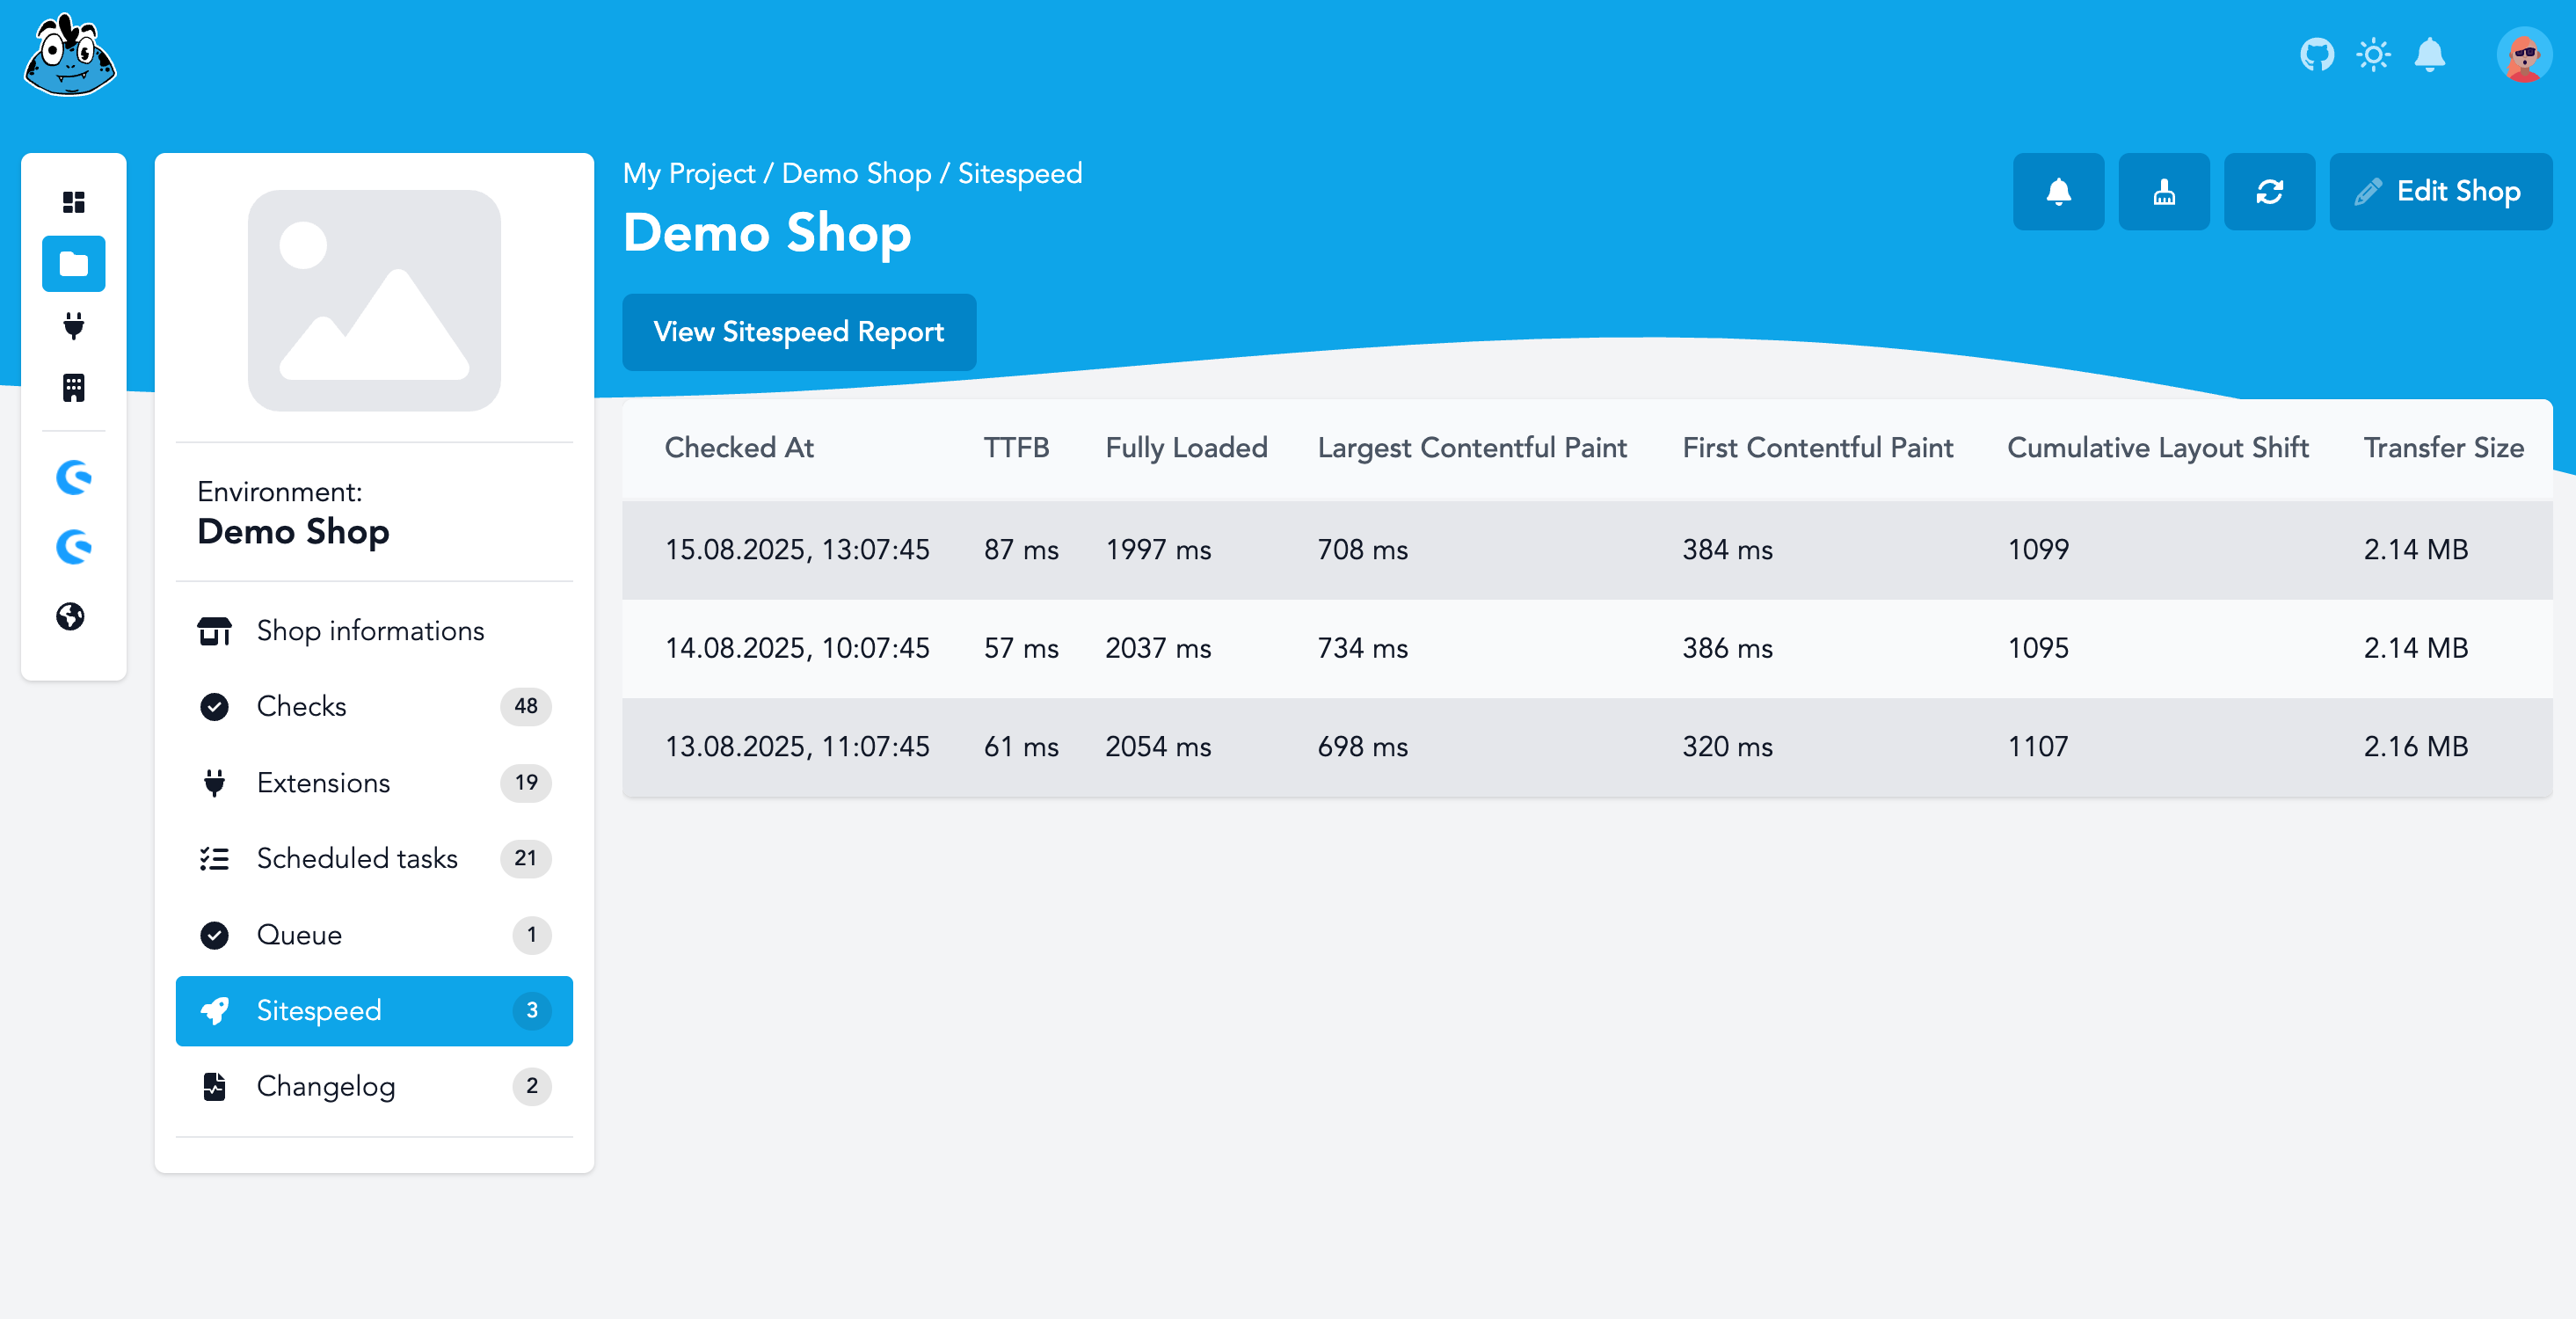 My Project / Demo Shop / Sitespeed
Demo Shop
Edit Shop
View Sitespeed Report
Environment:
Demo Shop
Shop informations
Checks 48
Extensions 19
Scheduled tasks 21
Queue 1
Sitespeed 3
Changelog 2
Checked At TTFB Fully Loaded Largest Contentful Paint First Contentful Paint Cumulative Layout Shift Transfer Size
15.08.2025, 13:07:45 87 ms 1997 ms 708 ms 384 ms 1099 2.14 MB
14.08.2025, 10:07:45 57 ms 2037 ms 734 ms 386 ms 1095 2.14 MB
13.08.2025, 11:07:45 61 ms 2054 ms 698 ms 320 ms 1107 2.16 MB